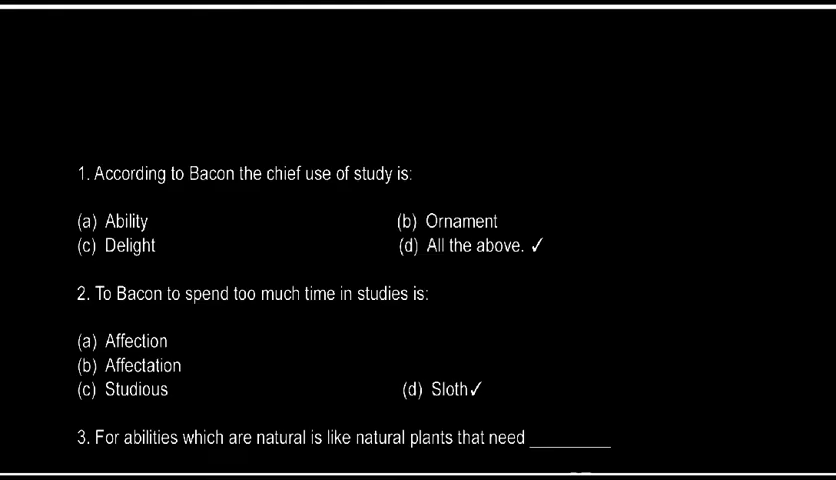 1. According to Bacon the chief use of study is:
(a) Ability (b) Ornament
(c) Delight (d) All the above. ✓
2. To Bacon to spend too much time in studies is:
(a) Affection
(b) Affectation
(c) Studious (d) Sloth✓
3. For abilities which are natural is like natural plants that need _________